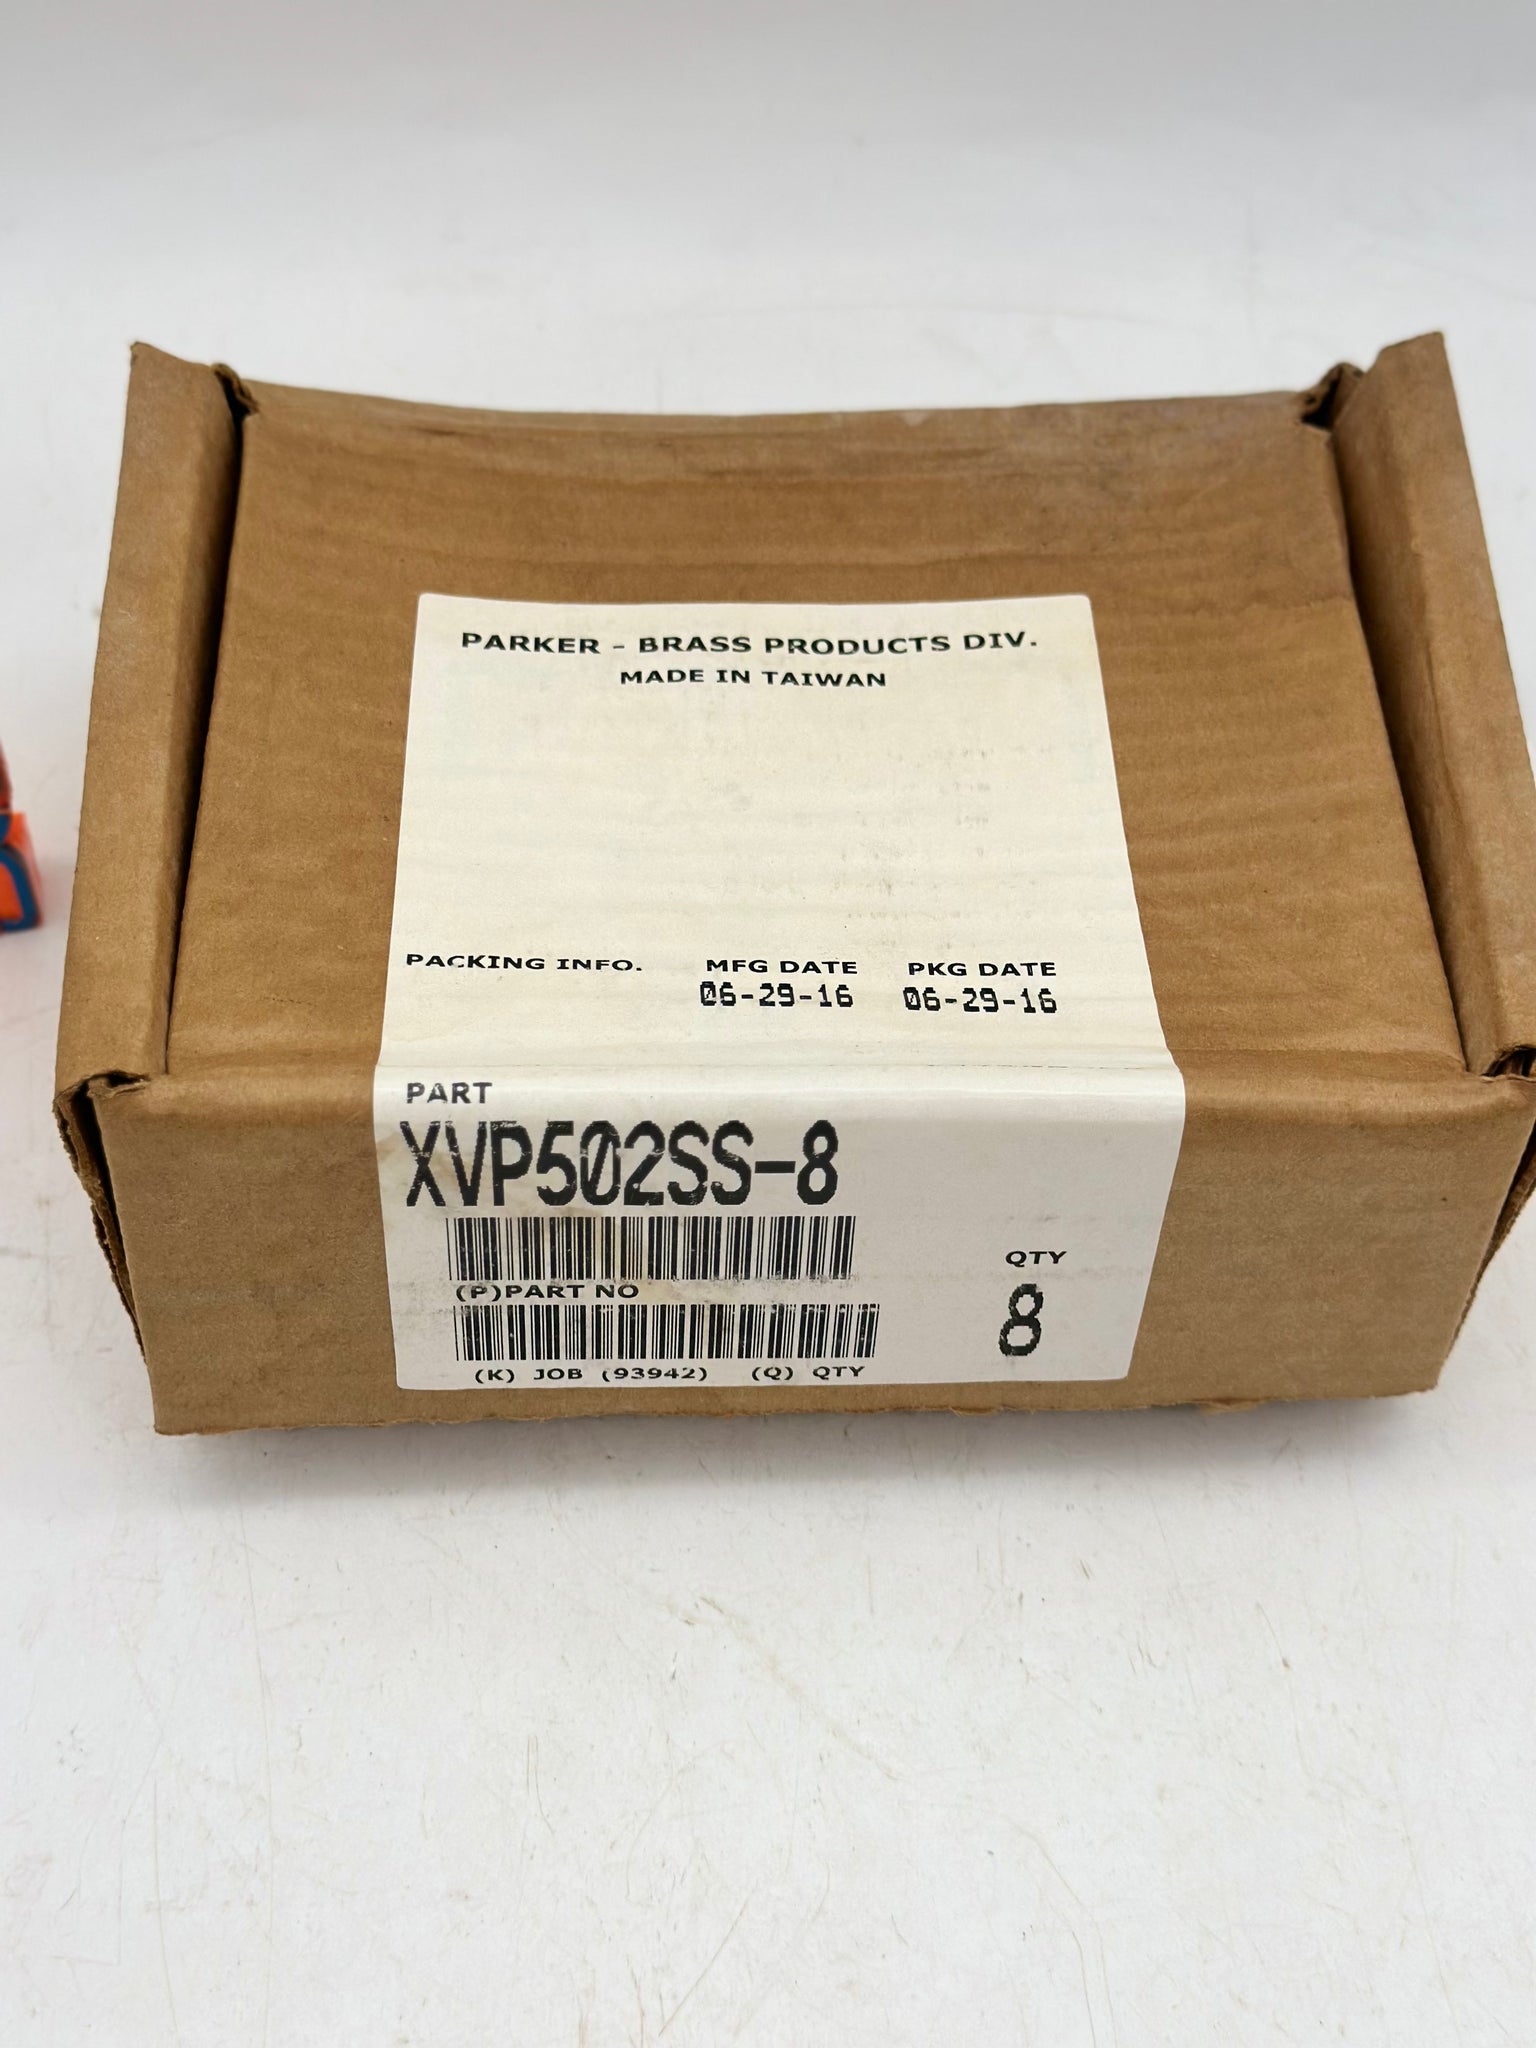 PARKER - BRASS PRODUCTS DIV.
MADE IN TAIWAN
PACKING INFO. MFG DATE PKG DATE
06-29-16 06-29-16
PART
XVP502SS-8
(P)PART NO
QTY
8
(K) JOB (93942) (Q) QTY